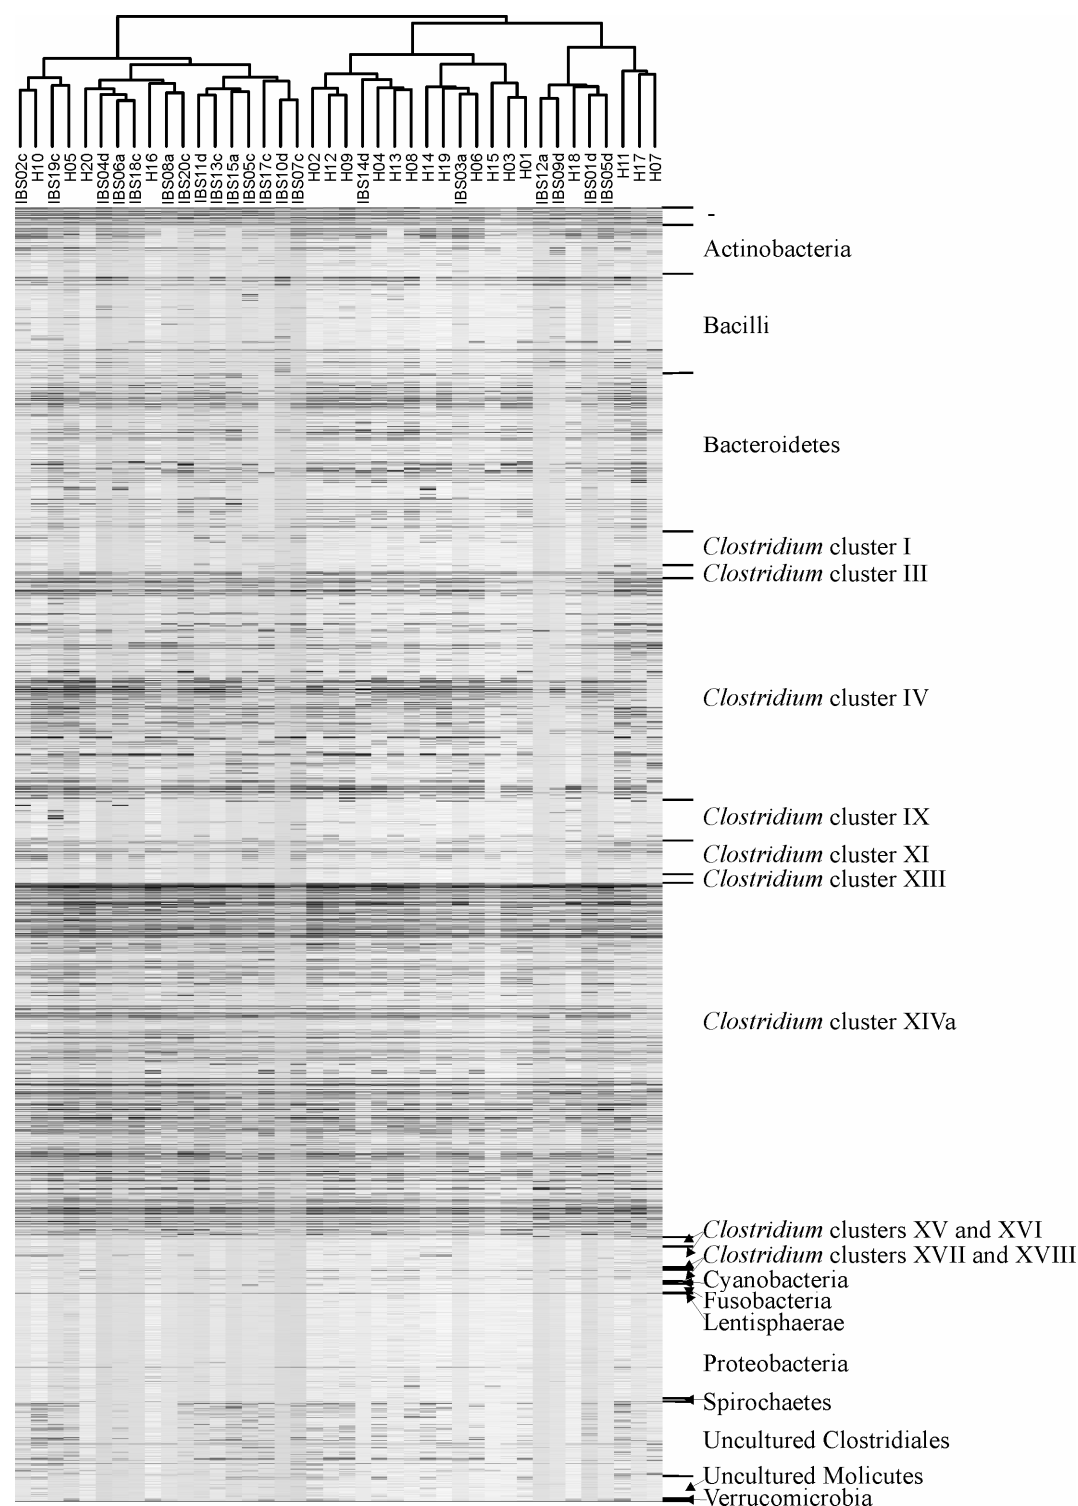 IBS02c
H10
IBS19c
H05
H20
IBS04d
IBS06a
IBS18c
H16
IBS08a
IBS20c
IBS11d
IBS13c
IBS15a
IBS05c
IBS17c
IBS10d
IBS07c
H02
H12
H09
IBS14d
H04
H13
H08
H14
H19
IBS03a
H06
H15
H03
H01
IBS12a
IBS09d
H18
IBS01d
IBS05d
H11
H17
H07
-
Actinobacteria
Bacilli
Bacteroidetes
Clostridium cluster I
Clostridium cluster III
Clostridium cluster IV
Clostridium cluster IX
Clostridium cluster XI
Clostridium cluster XIII
Clostridium cluster XIVa
Clostridium clusters XV and XVI
Clostridium clusters XVII and XVIII
Cyanobacteria
Fusobacteria
Lentisphaerae
Proteobacteria
Spirochaetes
Uncultured Clostridiales
Uncultured Molicutes
Verrucomicrobia